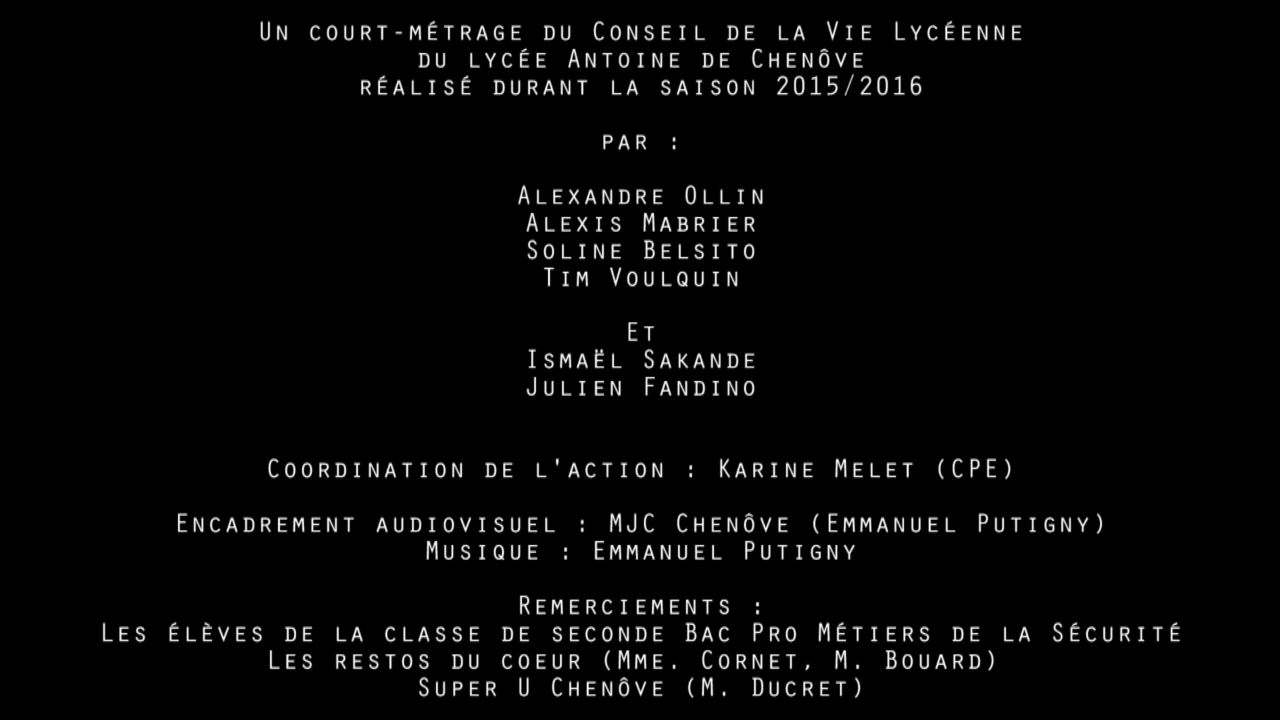 Un court-métrage du Conseil de la Vie Lycéenne
du lycée Antoine de Chenôve
réalisé durant la saison 2015/2016
par :
Alexandre Ollin
Alexis Mabrier
Soline Belsito
Tim Voulquin
Et
Ismaël Sakande
Julien Fandino
Coordination de l'action : Karine Melet (CPE)
Encadrement audiovisuel : MJC Chenôve (Emmanuel Putigny)
Musique : Emmanuel Putigny
Remerciements :
Les élèves de la classe de seconde Bac Pro Métiers de la Sécurité
Les restos du coeur (Mme. Cornet, M. Bouard)
Super U Chenôve (M. Ducret)